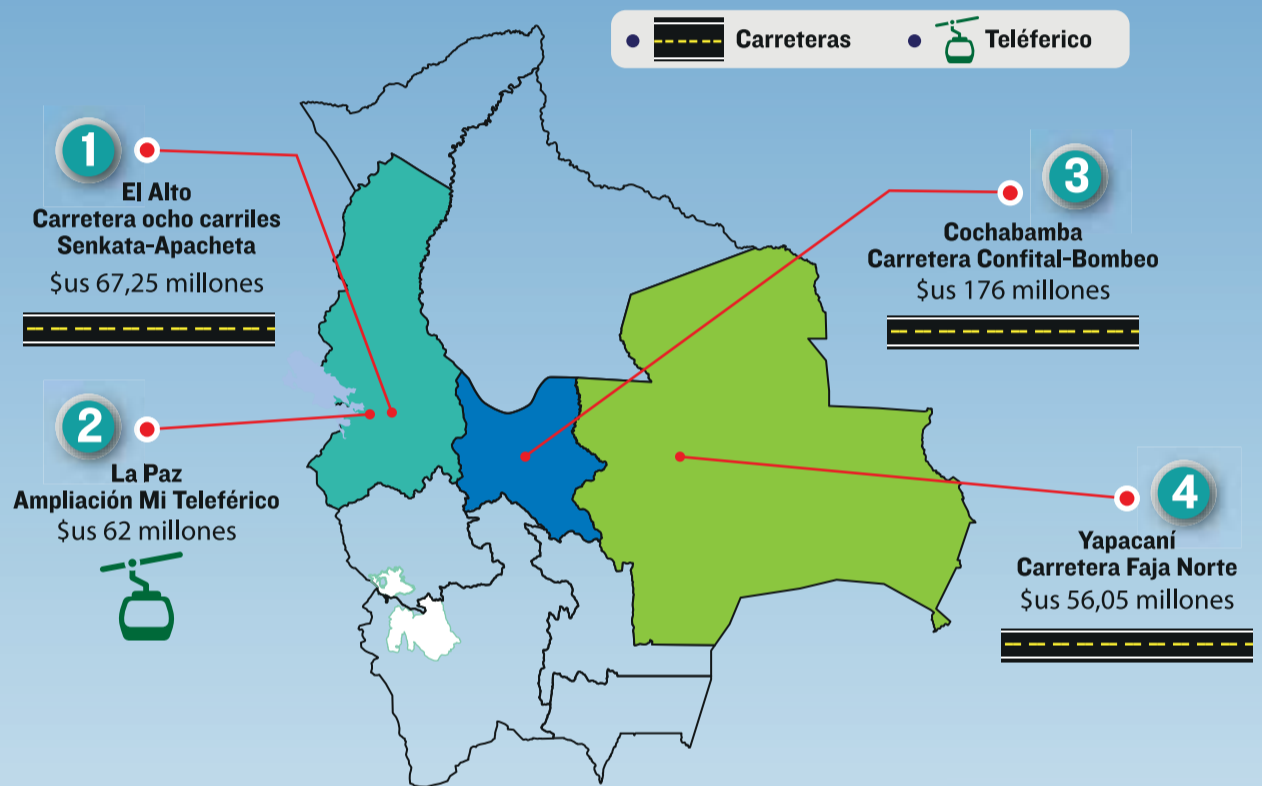 Carreteras
Teléferico
1
El Alto
Carretera ocho carriles
Senkata-Apacheta
$us 67,25 millones
2
La Paz
Ampliación Mi Teleférico
$us 62 millones
3
Cochabamba
Carretera Confital-Bombeo
$us 176 millones
4
Yapacaní
Carretera Faja Norte
$us 56,05 millones